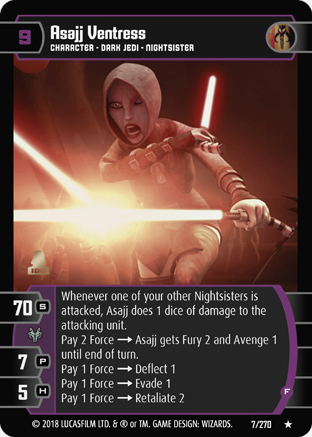 9
Asajj Ventress
CHARACTER • DARK JEDI • NIGHTSISTER
70 S
7 P
5 H
Whenever one of your other Nightsisters is
attacked, Asajj does 1 dice of damage to the
attacking unit.
Pay 2 Force → Asajj gets Fury 2 and Avenge 1
until end of turn.
Pay 1 Force → Deflect 1
Pay 1 Force → Evade 1
Pay 1 Force → Retaliate 2
F
© 2018 LUCASFILM LTD. & ® or TM. GAME DESIGN: WIZARDS. 7/270 ★